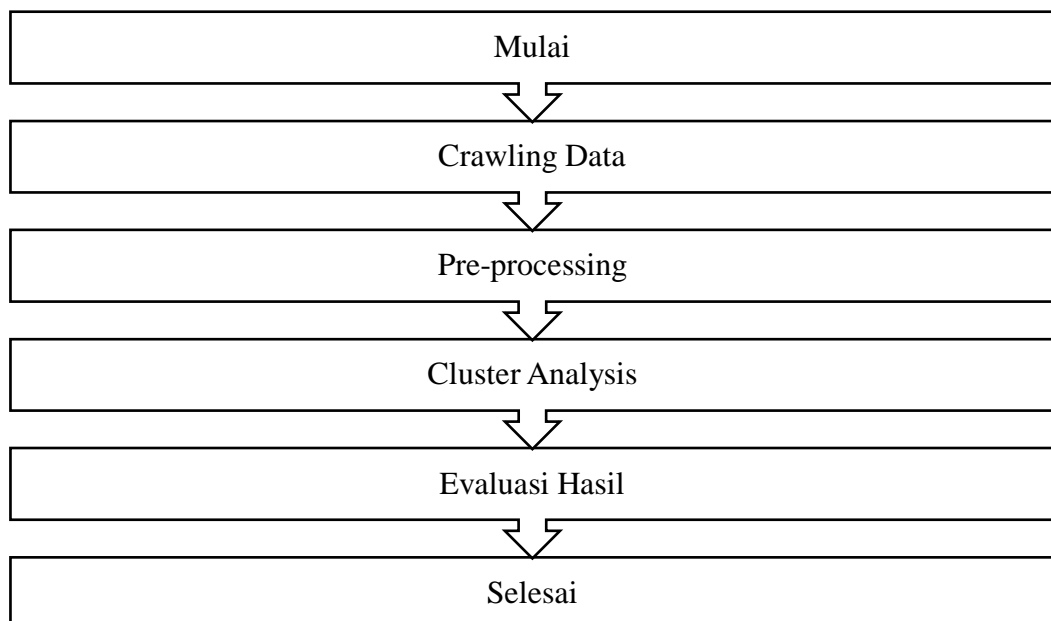 Mulai
Crawling Data
Pre-processing
Cluster Analysis
Evaluasi Hasil
Selesai